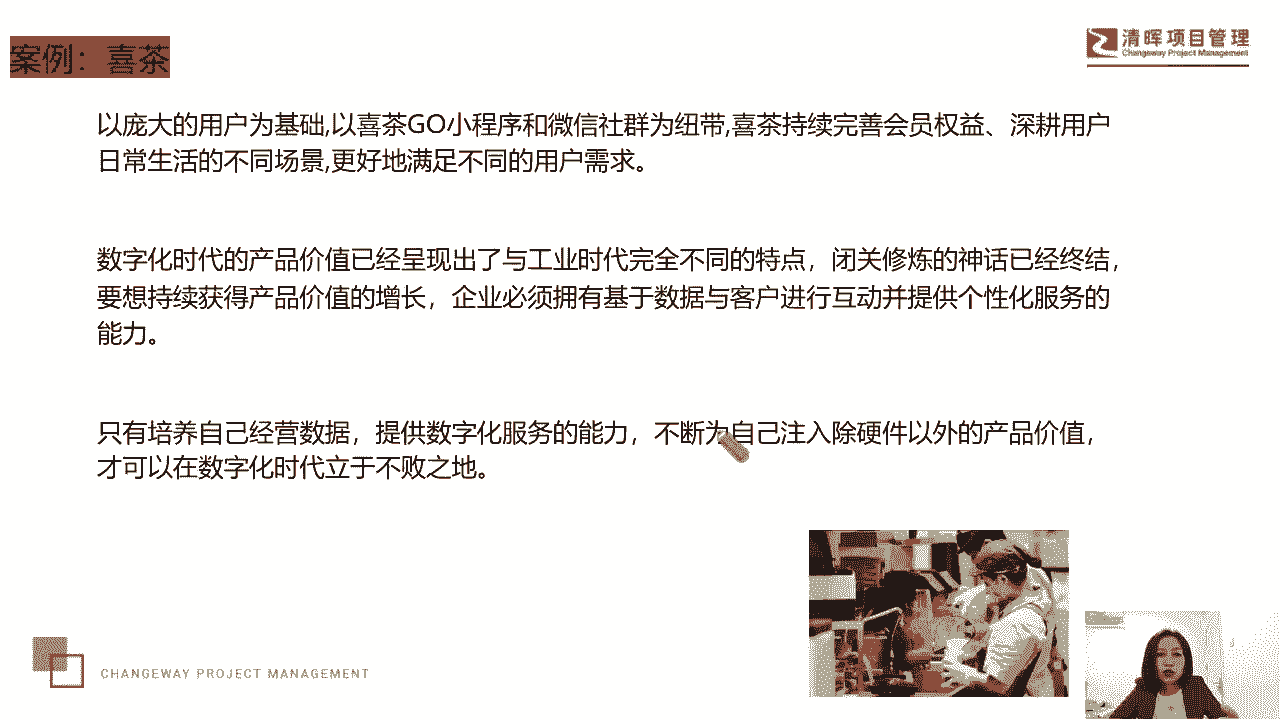 案例：喜茶
清晖项目管理
Changeway Project Management
以庞大的用户为基础,以喜茶GO小程序和微信社群为纽带,喜茶持续完善会员权益、深耕用户
日常生活的不同场景,更好地满足不同的用户需求。
数字化时代的产品价值已经呈现出了与工业时代完全不同的特点，闭关修炼的神话已经终结，
要想持续获得产品价值的增长，企业必须拥有基于数据与客户进行互动并提供个性化服务的
能力。
只有培养自己经营数据，提供数字化服务的能力，不断为自己注入除硬件以外的产品价值，
才可以在数字化时代立于不败之地。
CHANGEWAY PROJECT MANAGEMENT